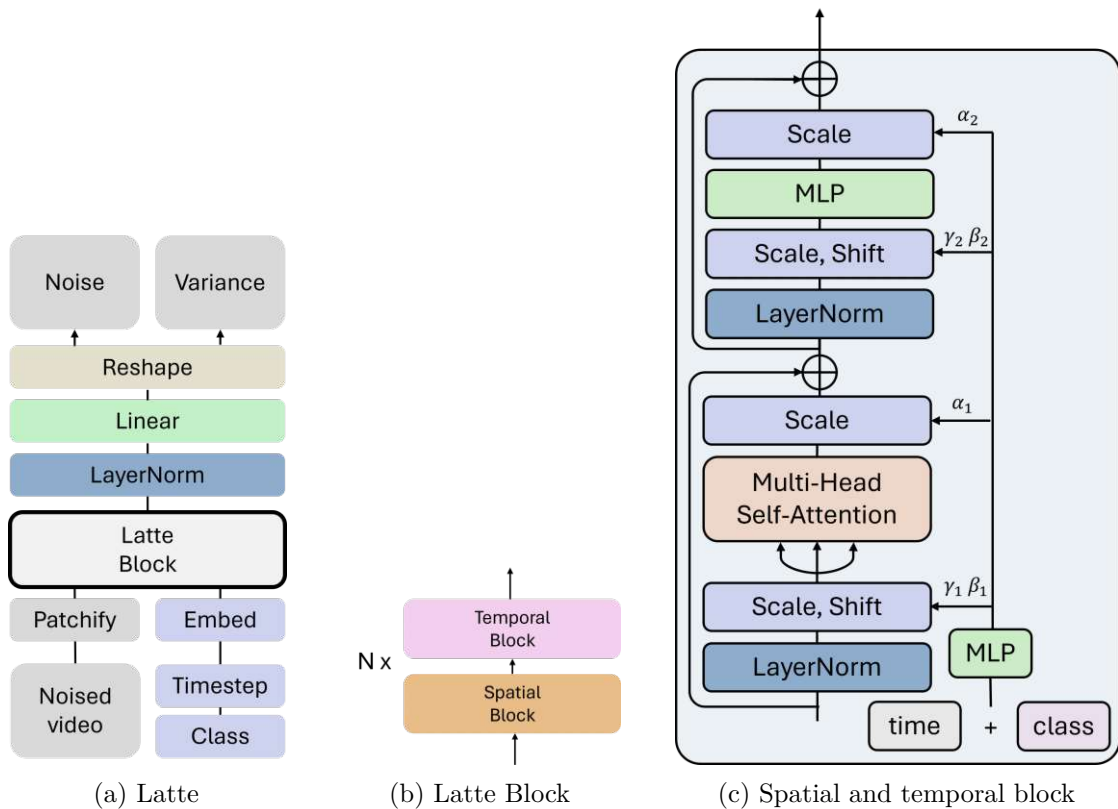 Noise
Variance
Reshape
Linear
LayerNorm
Latte
Block
Patchify
Embed
Noised
video
Timestep
Class
(a) Latte
N x
Temporal
Block
Spatial
Block
(b) Latte Block
Scale
α₂
MLP
Scale, Shift
γ₂ β₂
LayerNorm
Scale
α₁
Multi-Head
Self-Attention
Scale, Shift
γ₁ β₁
LayerNorm
MLP
time + class
(c) Spatial and temporal block